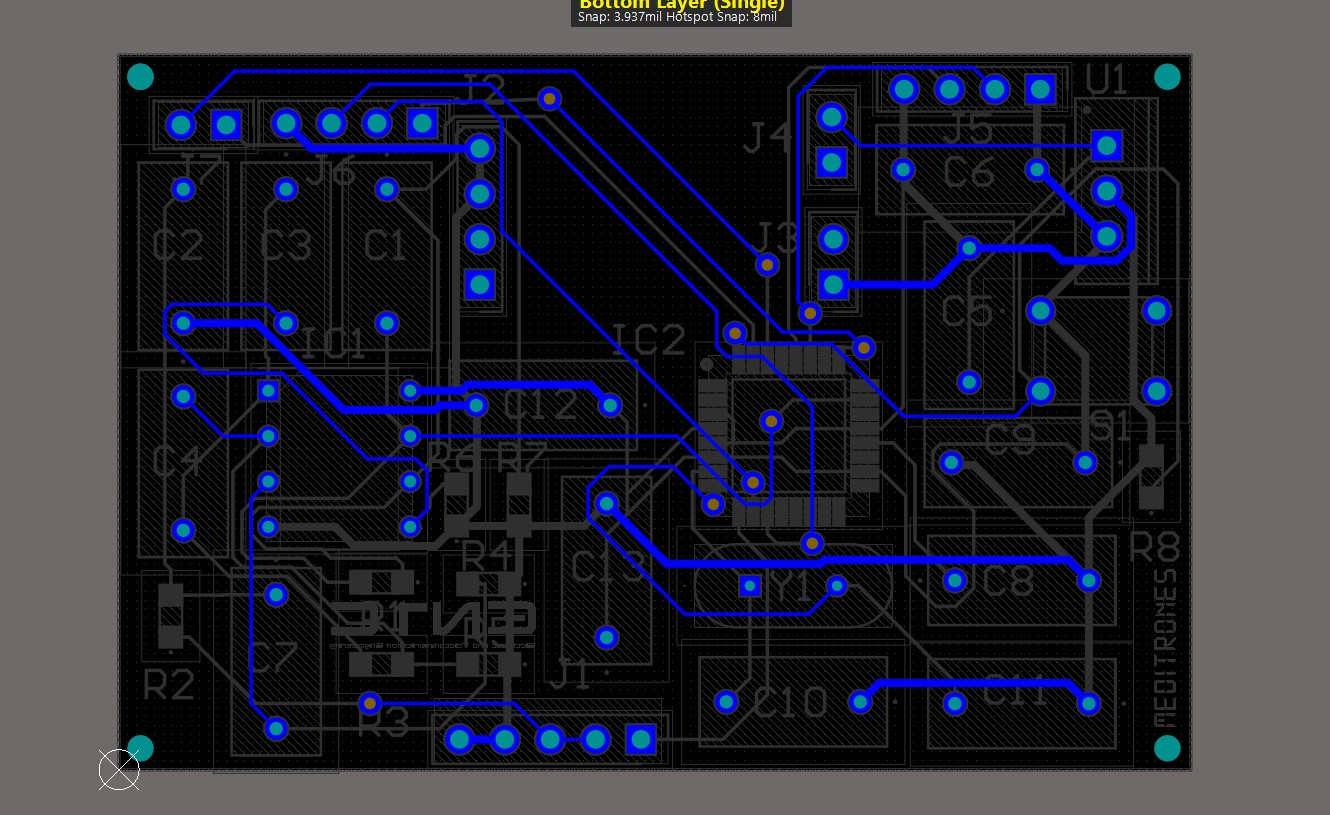 Bottom Layer (Single)
Snap: 3.937mil Hotspot Snap: 8mil
J2
U1
J4
J5
J7
J6
C6
C2
C3
C1
J3
C5
IC1
IC2
C12
S1
C9
C4
R6
R7
R4
C13
Y1
C8
R8
C7
R2
J1
R3
C10
C11
MEDITRONES